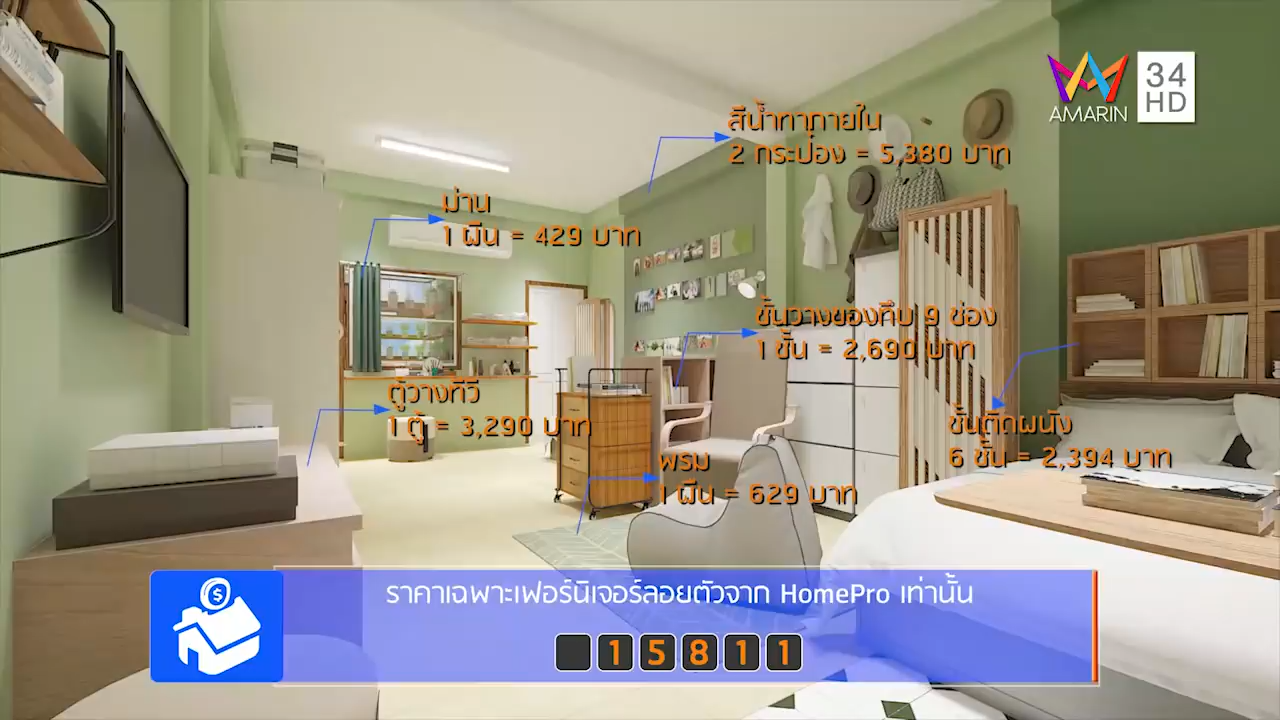 34
HD
AMARIN
สีน้ำทาภายใน
2 กระป๋อง = 5,380 บาท
ม่าน
1 ผืน = 429 บาท
ชั้นวางของทึบ 9 ช่อง
1 ชั้น = 2,690 บาท
ตู้วางทีวี
1 ตู้ = 3,290 บาท
ชั้นติดผนัง
6 ชั้น = 2,394 บาท
พรม
1 ผืน = 629 บาท
ราคาเฉพาะเฟอร์นิเจอร์ลอยตัวจาก HomePro เท่านั้น
15811